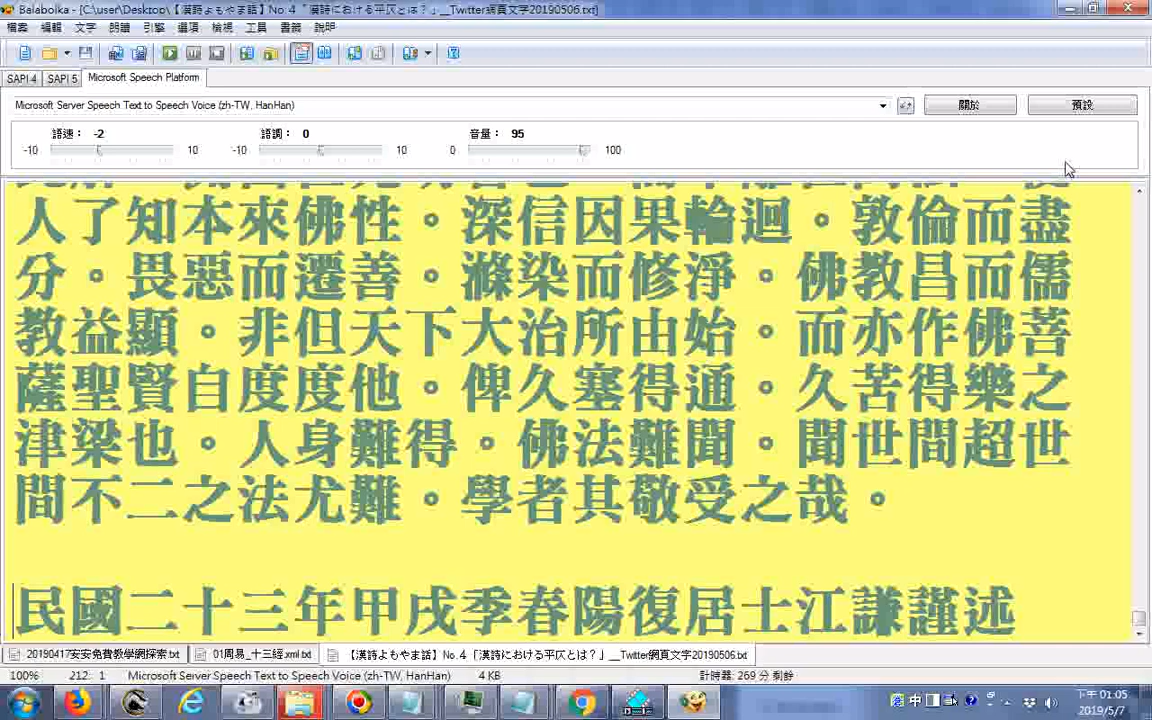 Balabolka - [C:\user\Desktop\【漢詩よもやま話】No.４「漢詩における平仄とは？」__Twitter網頁文字20190506.txt]
檔案 編輯 文字 朗讀 引擎 選項 檢視 工具 書籤 說明
SAPI 4 SAPI 5 Microsoft Speech Platform
Microsoft Server Speech Text to Speech Voice (zh-TW, HanHan) 關於 預設
語速： -2 語調： 0 音量： 95
-10 10 -10 10 0 100
人了知本來佛性。深信因果輪迴。敦倫而盡
分。畏惡而遷善。滌染而修淨。佛教昌而儒
教益顯。非但天下大治所由始。而亦作佛菩
薩聖賢自度度他。俾久塞得通。久苦得樂之
津梁也。人身難得。佛法難聞。聞世間超世
間不二之法尤難。學者其敬受之哉。
民國二十三年甲戌季春陽復居士江謙謹述
20190417安安免費教學網探索.txt 01周易_十三經.xml.txt 【漢詩よもやま話】No.４「漢詩における平仄とは？」__Twitter網頁文字20190506.txt
100% 212: 1 Microsoft Server Speech Text to Speech Voice (zh-TW, HanHan) 4 KB 計時器: 269 分 剩餘
中 下午 01:05
2019/5/7